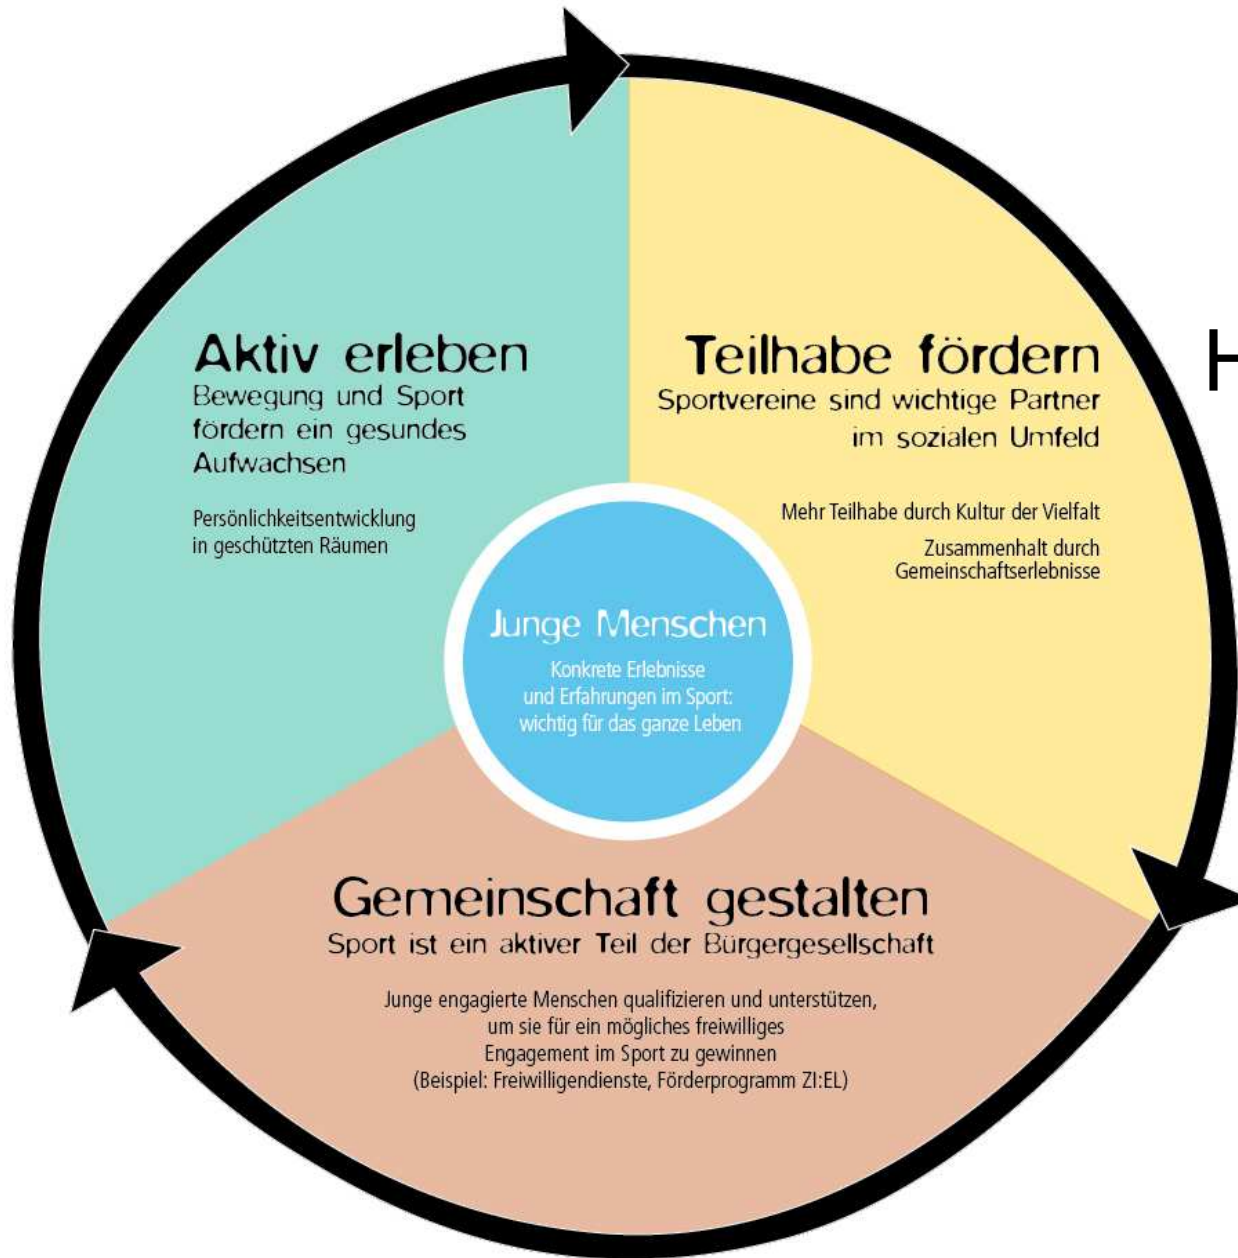 Aktiv erleben
Bewegung und Sport
fördern ein gesundes
Aufwachsen
Persönlichkeitsentwicklung
in geschützten Räumen
Teilhabe fördern
Sportvereine sind wichtige Partner
im sozialen Umfeld
Mehr Teilhabe durch Kultur der Vielfalt
Zusammenhalt durch
Gemeinschaftserlebnisse
H
Junge Menschen
Konkrete Erlebnisse
und Erfahrungen im Sport:
wichtig für das ganze Leben
Gemeinschaft gestalten
Sport ist ein aktiver Teil der Bürgergesellschaft
Junge engagierte Menschen qualifizieren und unterstützen,
um sie für ein mögliches freiwilliges
Engagement im Sport zu gewinnen
(Beispiel: Freiwilligendienste, Förderprogramm ZI:EL)